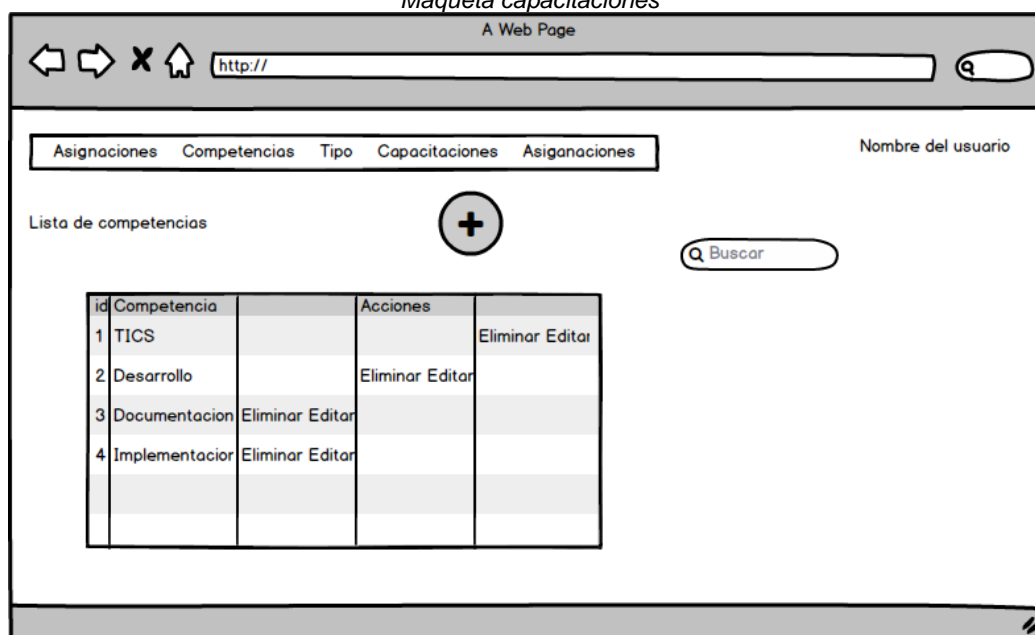 Maqueta capacitaciones
A Web Page
http://
Asignaciones Competencias Tipo Capacitaciones Asiganaciones
Nombre del usuario
Lista de competencias
Buscar
id Competencia Acciones
1 TICS Eliminar Editar
2 Desarrollo Eliminar Editar
3 Documentacion Eliminar Editar
4 Implementacior Eliminar Editar